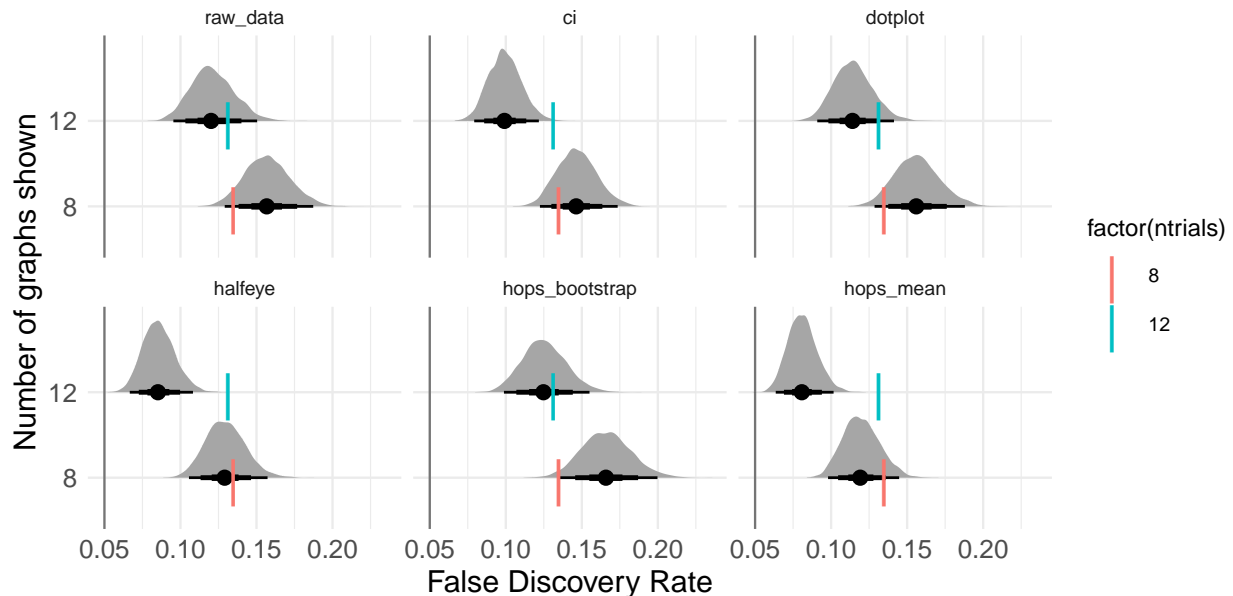 raw_data ci dotplot
12
8
halfeye hops_bootstrap hops_mean
12
8
0.05 0.10 0.15 0.20 0.05 0.10 0.15 0.20 0.05 0.10 0.15 0.20
False Discovery Rate
Number of graphs shown
factor(ntrials)
8
12